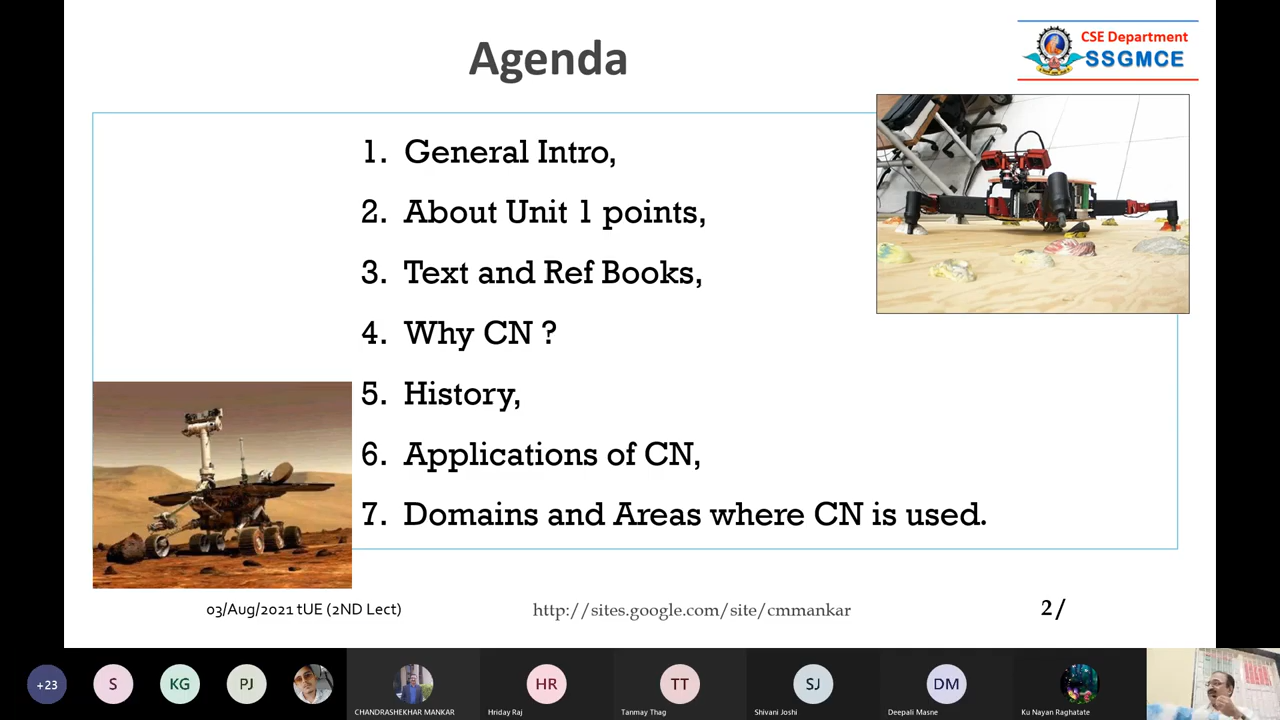 Agenda
CSE Department
SSGMCE
1. General Intro,
2. About Unit 1 points,
3. Text and Ref Books,
4. Why CN ?
5. History,
6. Applications of CN,
7. Domains and Areas where CN is used.
03/Aug/2021 tUE (2ND Lect)
http://sites.google.com/site/cmmankar
2/
+23
S
KG
PJ
CHANDRASHEKHAR MANKAR
HR
Hriday Raj
TT
Tanmay Thag
SJ
Shivani Joshi
DM
Deepali Masne
Ku Nayan Raghatate